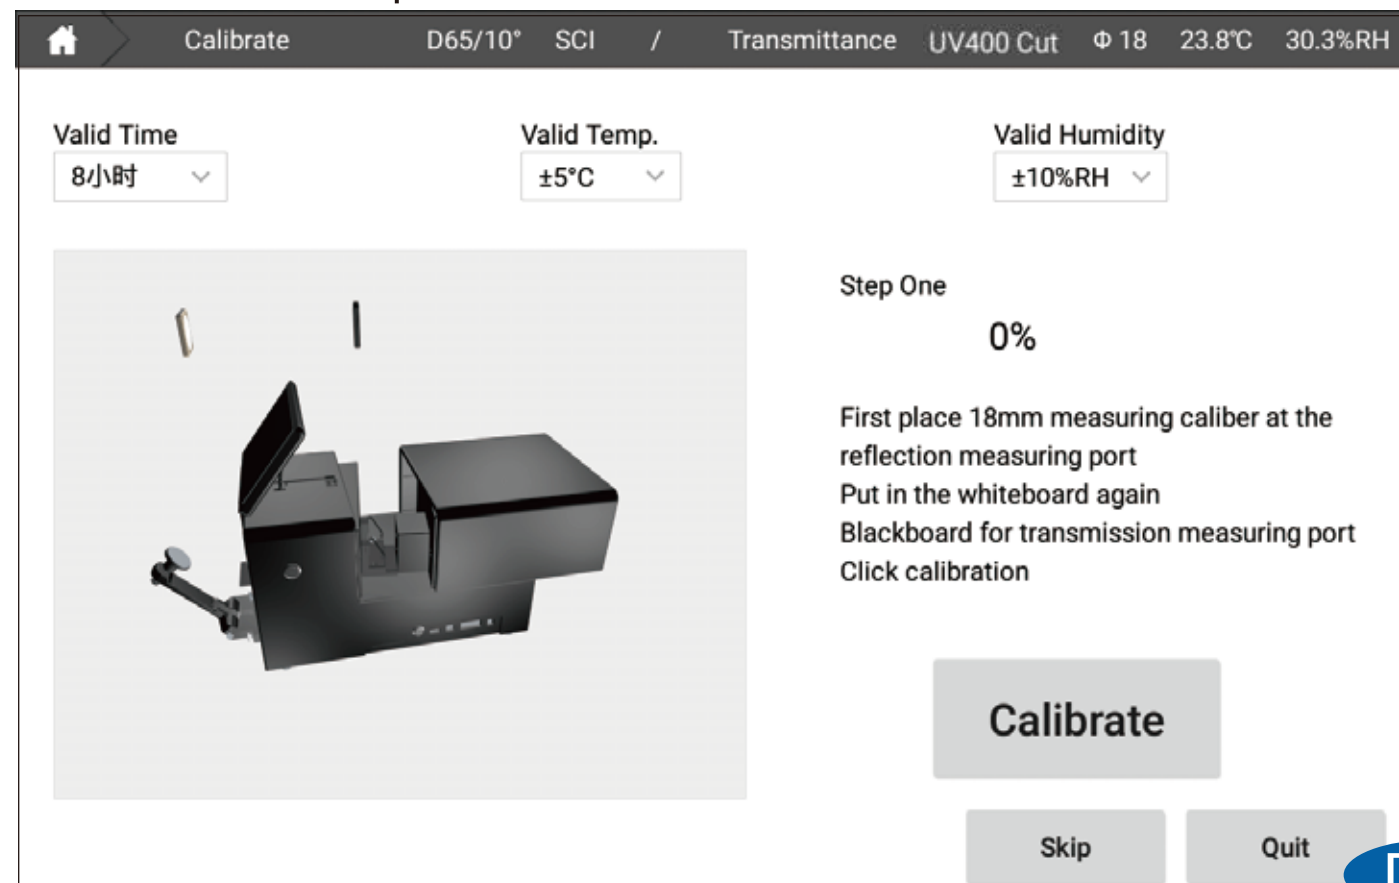 Calibrate D65/10° SCI / Transmittance UV400 Cut Φ 18 23.8℃ 30.3%RH
Valid Time Valid Temp. Valid Humidity
8小时 ±5°C ±10%RH
Step One
0%
First place 18mm measuring caliber at the
reflection measuring port
Put in the whiteboard again
Blackboard for transmission measuring port
Click calibration
Calibrate
Skip Quit